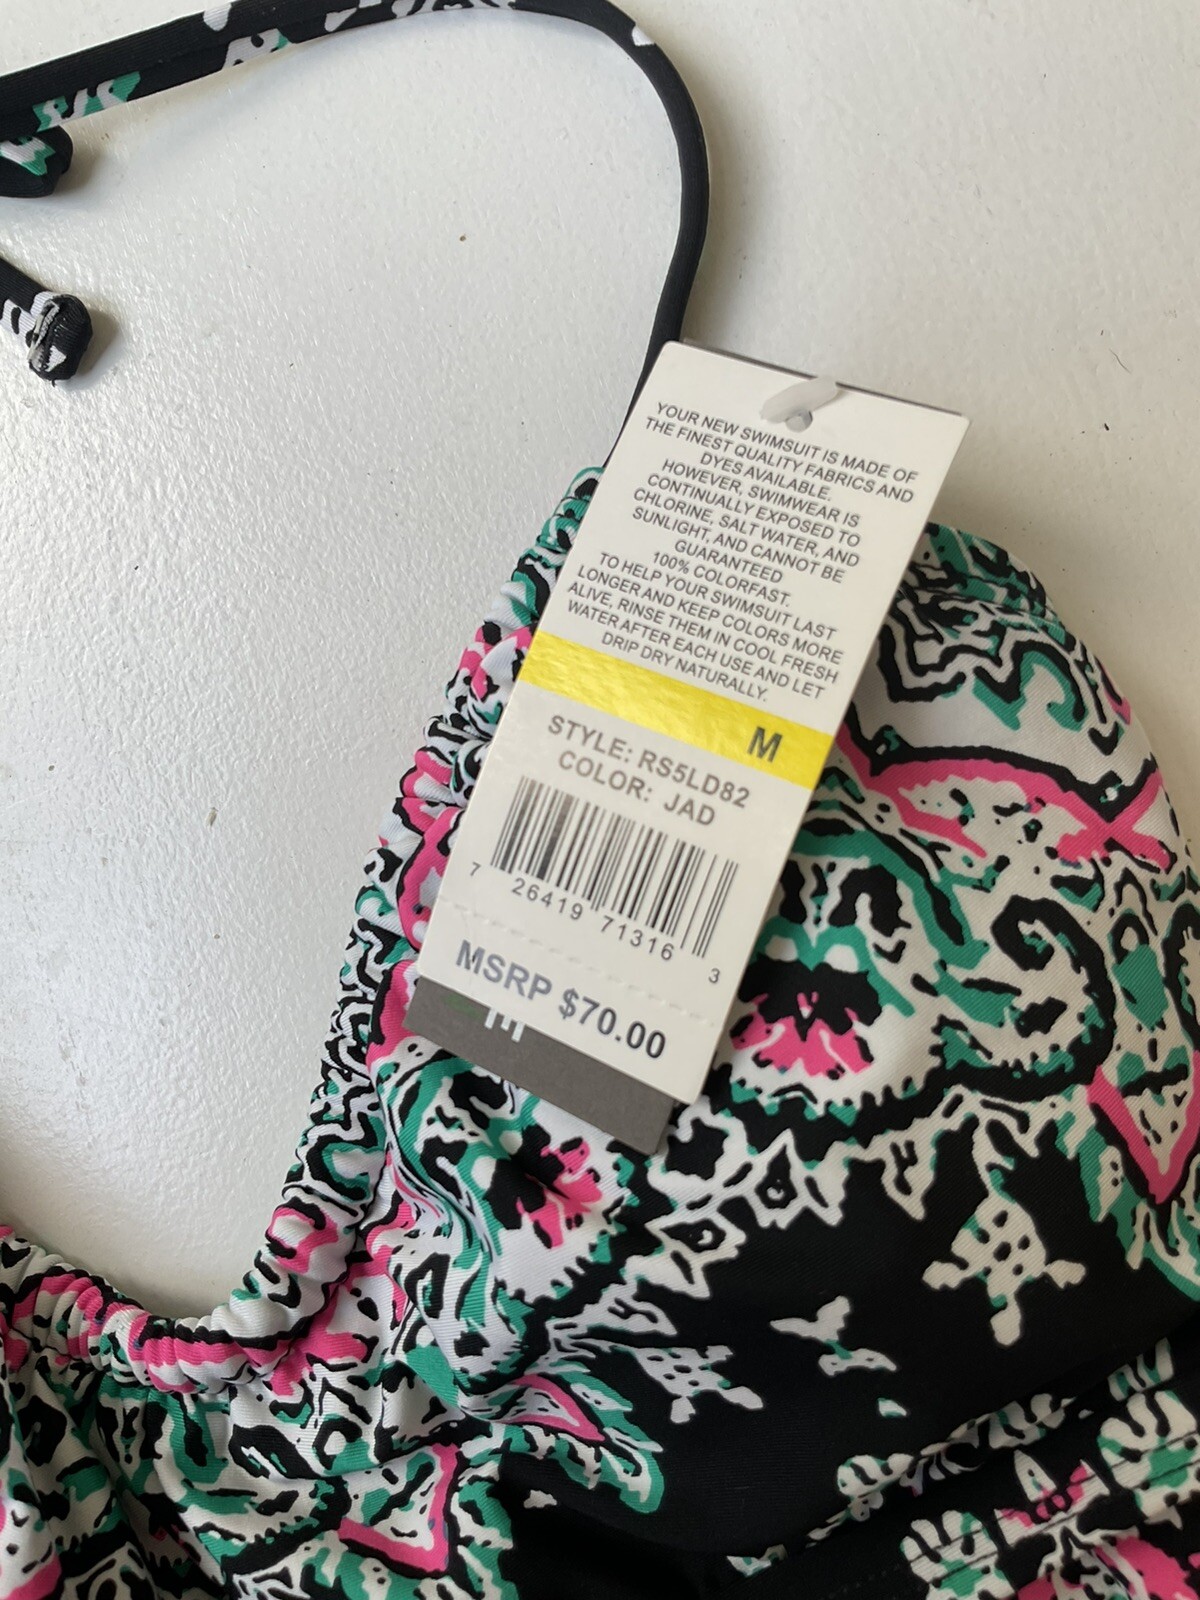 YOUR NEW SWIMSUIT IS MADE OF
THE FINEST QUALITY FABRICS AND
DYES AVAILABLE.
HOWEVER, SWIMWEAR IS
CONTINUALLY EXPOSED TO
CHLORINE, SALT WATER, AND
SUNLIGHT, AND CANNOT BE
GUARANTEED
100% COLORFAST.
TO HELP YOUR SWIMSUIT LAST
LONGER AND KEEP COLORS MORE
ALIVE, RINSE THEM IN COOL FRESH
WATER AFTER EACH USE AND LET
DRIP DRY NATURALLY.
M
STYLE: RS5LD82
COLOR: JAD
7 26419 71316 3
MSRP $70.00